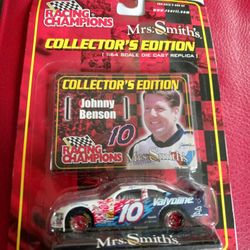 RACING
CHAMPIONS
Mrs. Smith's
COLLECTOR'S EDITION
1:64 SCALE DIE CAST REPLICA
COLLECTOR'S EDITION
Johnny
Benson
10
RACING
CHAMPIONS
Mrs. Smith's
Valvoline
10
Mrs. Smith's